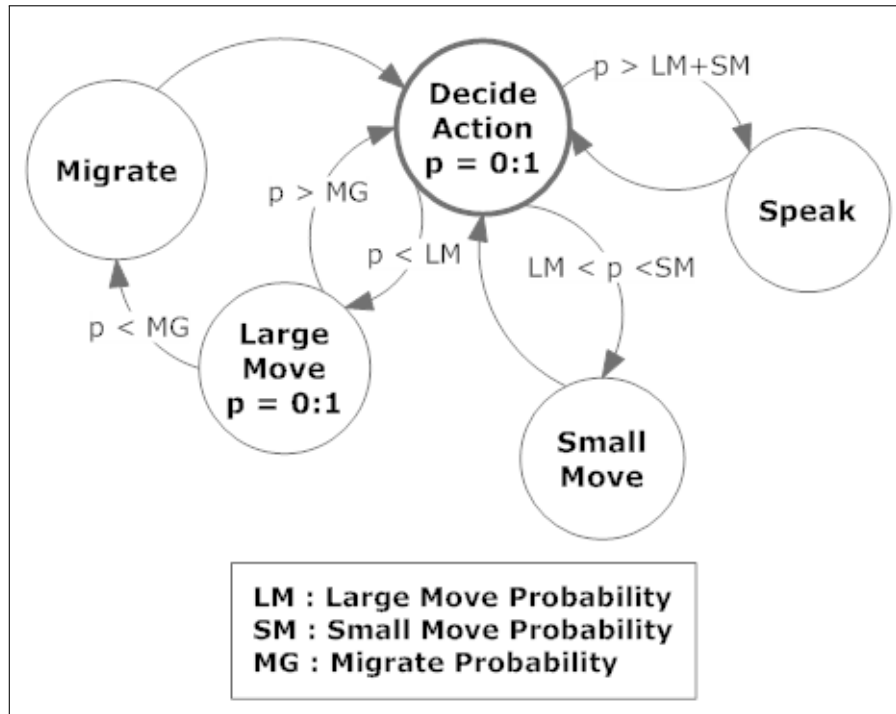 Decide
Action
p = 0:1
p > LM+SM
Migrate
p > MG
Speak
p < LM
LM < p <SM
p < MG
Large
Move
p = 0:1
Small
Move
LM : Large Move Probability
SM : Small Move Probability
MG : Migrate Probability